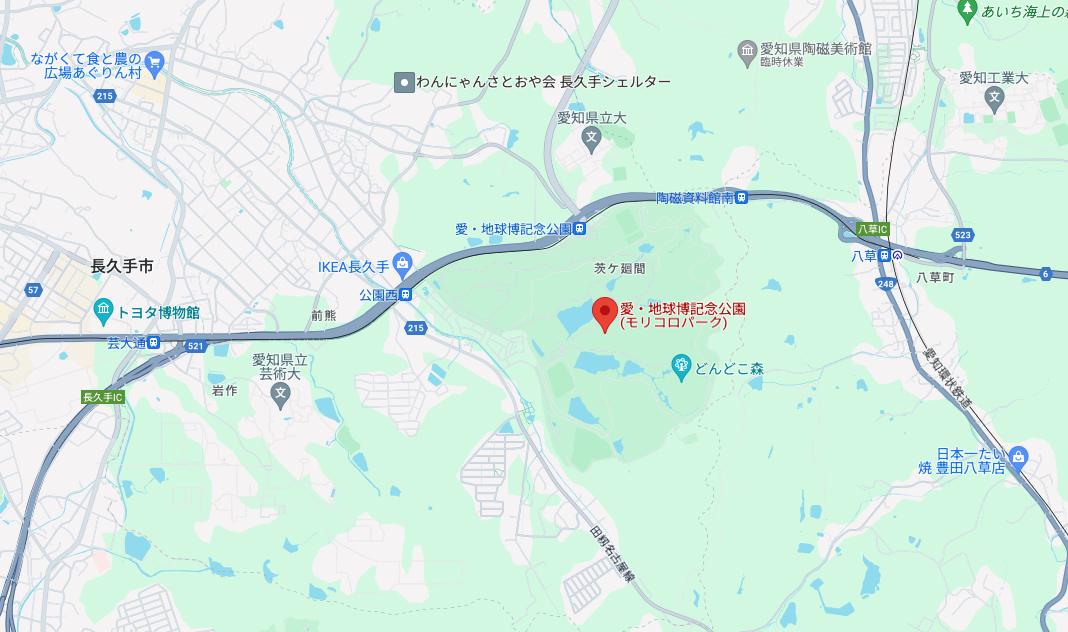 あいち海上の森
ながくて食と農の
広場あぐりん村
愛知県陶磁美術館
臨時休業
わんにゃんさとおや会 長久手シェルター
愛知工業大
215
愛知県立大
陶磁資料館南
愛・地球博記念公園
八草IC
523
八草
長久手市
IKEA長久手
茨ケ廻間
6
八草町
57
公園西
248
トヨタ博物館
前熊
愛・地球博記念公園
(モリコロパーク)
215
芸大通
521
愛知県立
芸術大
どんどこ森
愛知環状鉄道
岩作
長久手IC
日本一たい
焼 豊田八草店
田籾名古屋線